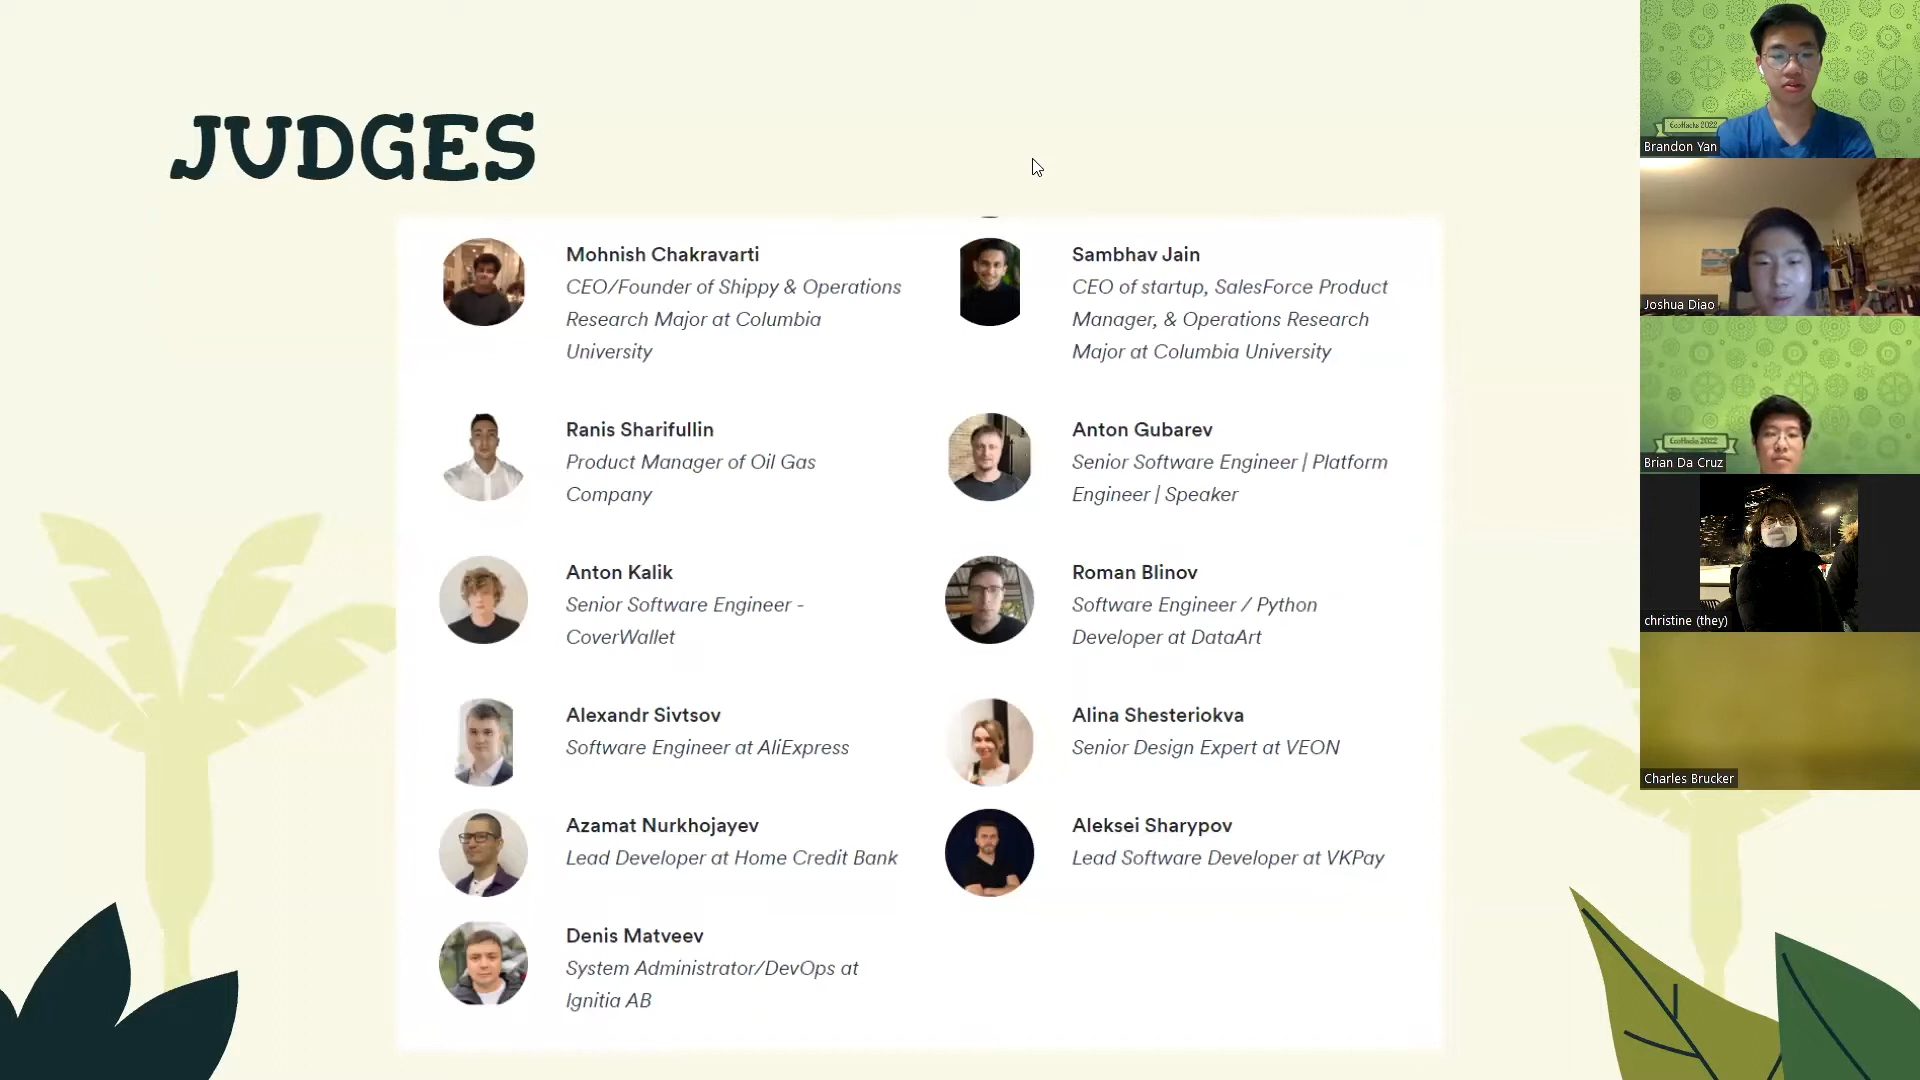 JUDGES
Mohnish Chakravarti
CEO/Founder of Shippy & Operations
Research Major at Columbia
University
Sambhav Jain
CEO of startup, SalesForce Product
Manager, & Operations Research
Major at Columbia University
Ranis Sharifullin
Product Manager of Oil Gas
Company
Anton Gubarev
Senior Software Engineer | Platform
Engineer | Speaker
Anton Kalik
Senior Software Engineer -
CoverWallet
Roman Blinov
Software Engineer / Python
Developer at DataArt
Alexandr Sivtsov
Software Engineer at AliExpress
Alina Shesteriokva
Senior Design Expert at VEON
Azamat Nurkhojayev
Lead Developer at Home Credit Bank
Aleksei Sharypov
Lead Software Developer at VKPay
Denis Matveev
System Administrator/DevOps at
Ignitia AB
EcoHacks 2022
Brandon Yan
Joshua Diao
EcoHacks 2022
Brian Da Cruz
christine (they)
Charles Brucker